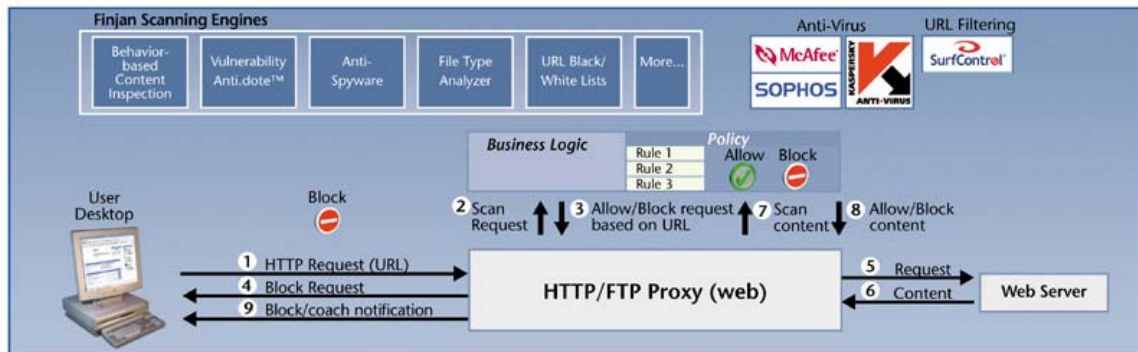 Finjan Scanning Engines
Behavior-
based
Content
Inspection
Vulnerability
Anti.dote™
Anti-
Spyware
File Type
Analyzer
URL Black/
White Lists
More...
Anti-Virus
McAfee®
SOPHOS
KASPERSKY
ANTI-VIRUS
URL Filtering
SurfControl®
Business Logic
Policy
Rule 1
Rule 2
Rule 3
Allow
Block
User
Desktop
Block
2 Scan
Request
3 Allow/Block request
based on URL
7 Scan
content
8 Allow/Block
content
1 HTTP Request (URL)
4 Block Request
9 Block/coach notification
HTTP/FTP Proxy (web)
5 Request
6 Content
Web Server